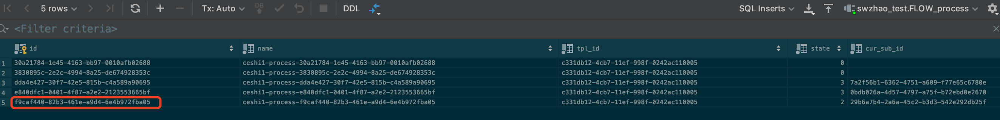 5 rows Tx: Auto DB DDL SQL Inserts swzhao_test.FLOW_process
<Filter criteria>
id name tpl_id state cur_sub_id
1 30a21784-1e45-4163-bb97-0010afb02688 ceshi1-process-30a21784-1e45-4163-bb97-0010afb02688 c331db12-4cb7-11ef-998f-0242ac110005 0
2 3830895c-2e2c-4994-8a25-de674928353c ceshi1-process-3830895c-2e2c-4994-8a25-de674928353c c331db12-4cb7-11ef-998f-0242ac110005 0
3 dda4e427-30f7-42e5-815b-c4a589a90695 ceshi1-process-dda4e427-30f7-42e5-815b-c4a589a90695 c331db12-4cb7-11ef-998f-0242ac110005 3 7a2f56b1-6362-4751-a609-f77e65c6780e
4 e840dfc1-0401-4f87-a2e2-2123553665bf ceshi1-process-e840dfc1-0401-4f87-a2e2-2123553665bf c331db12-4cb7-11ef-998f-0242ac110005 3 0bdb026a-4d57-4797-a75f-b72ebd0e2670
5 f9caf440-82b3-461e-a9d4-6e4b972fba05 ceshi1-process-f9caf440-82b3-461e-a9d4-6e4b972fba05 c331db12-4cb7-11ef-998f-0242ac110005 2 29b6a7b4-2a6a-45c2-b3d3-542e292db25f